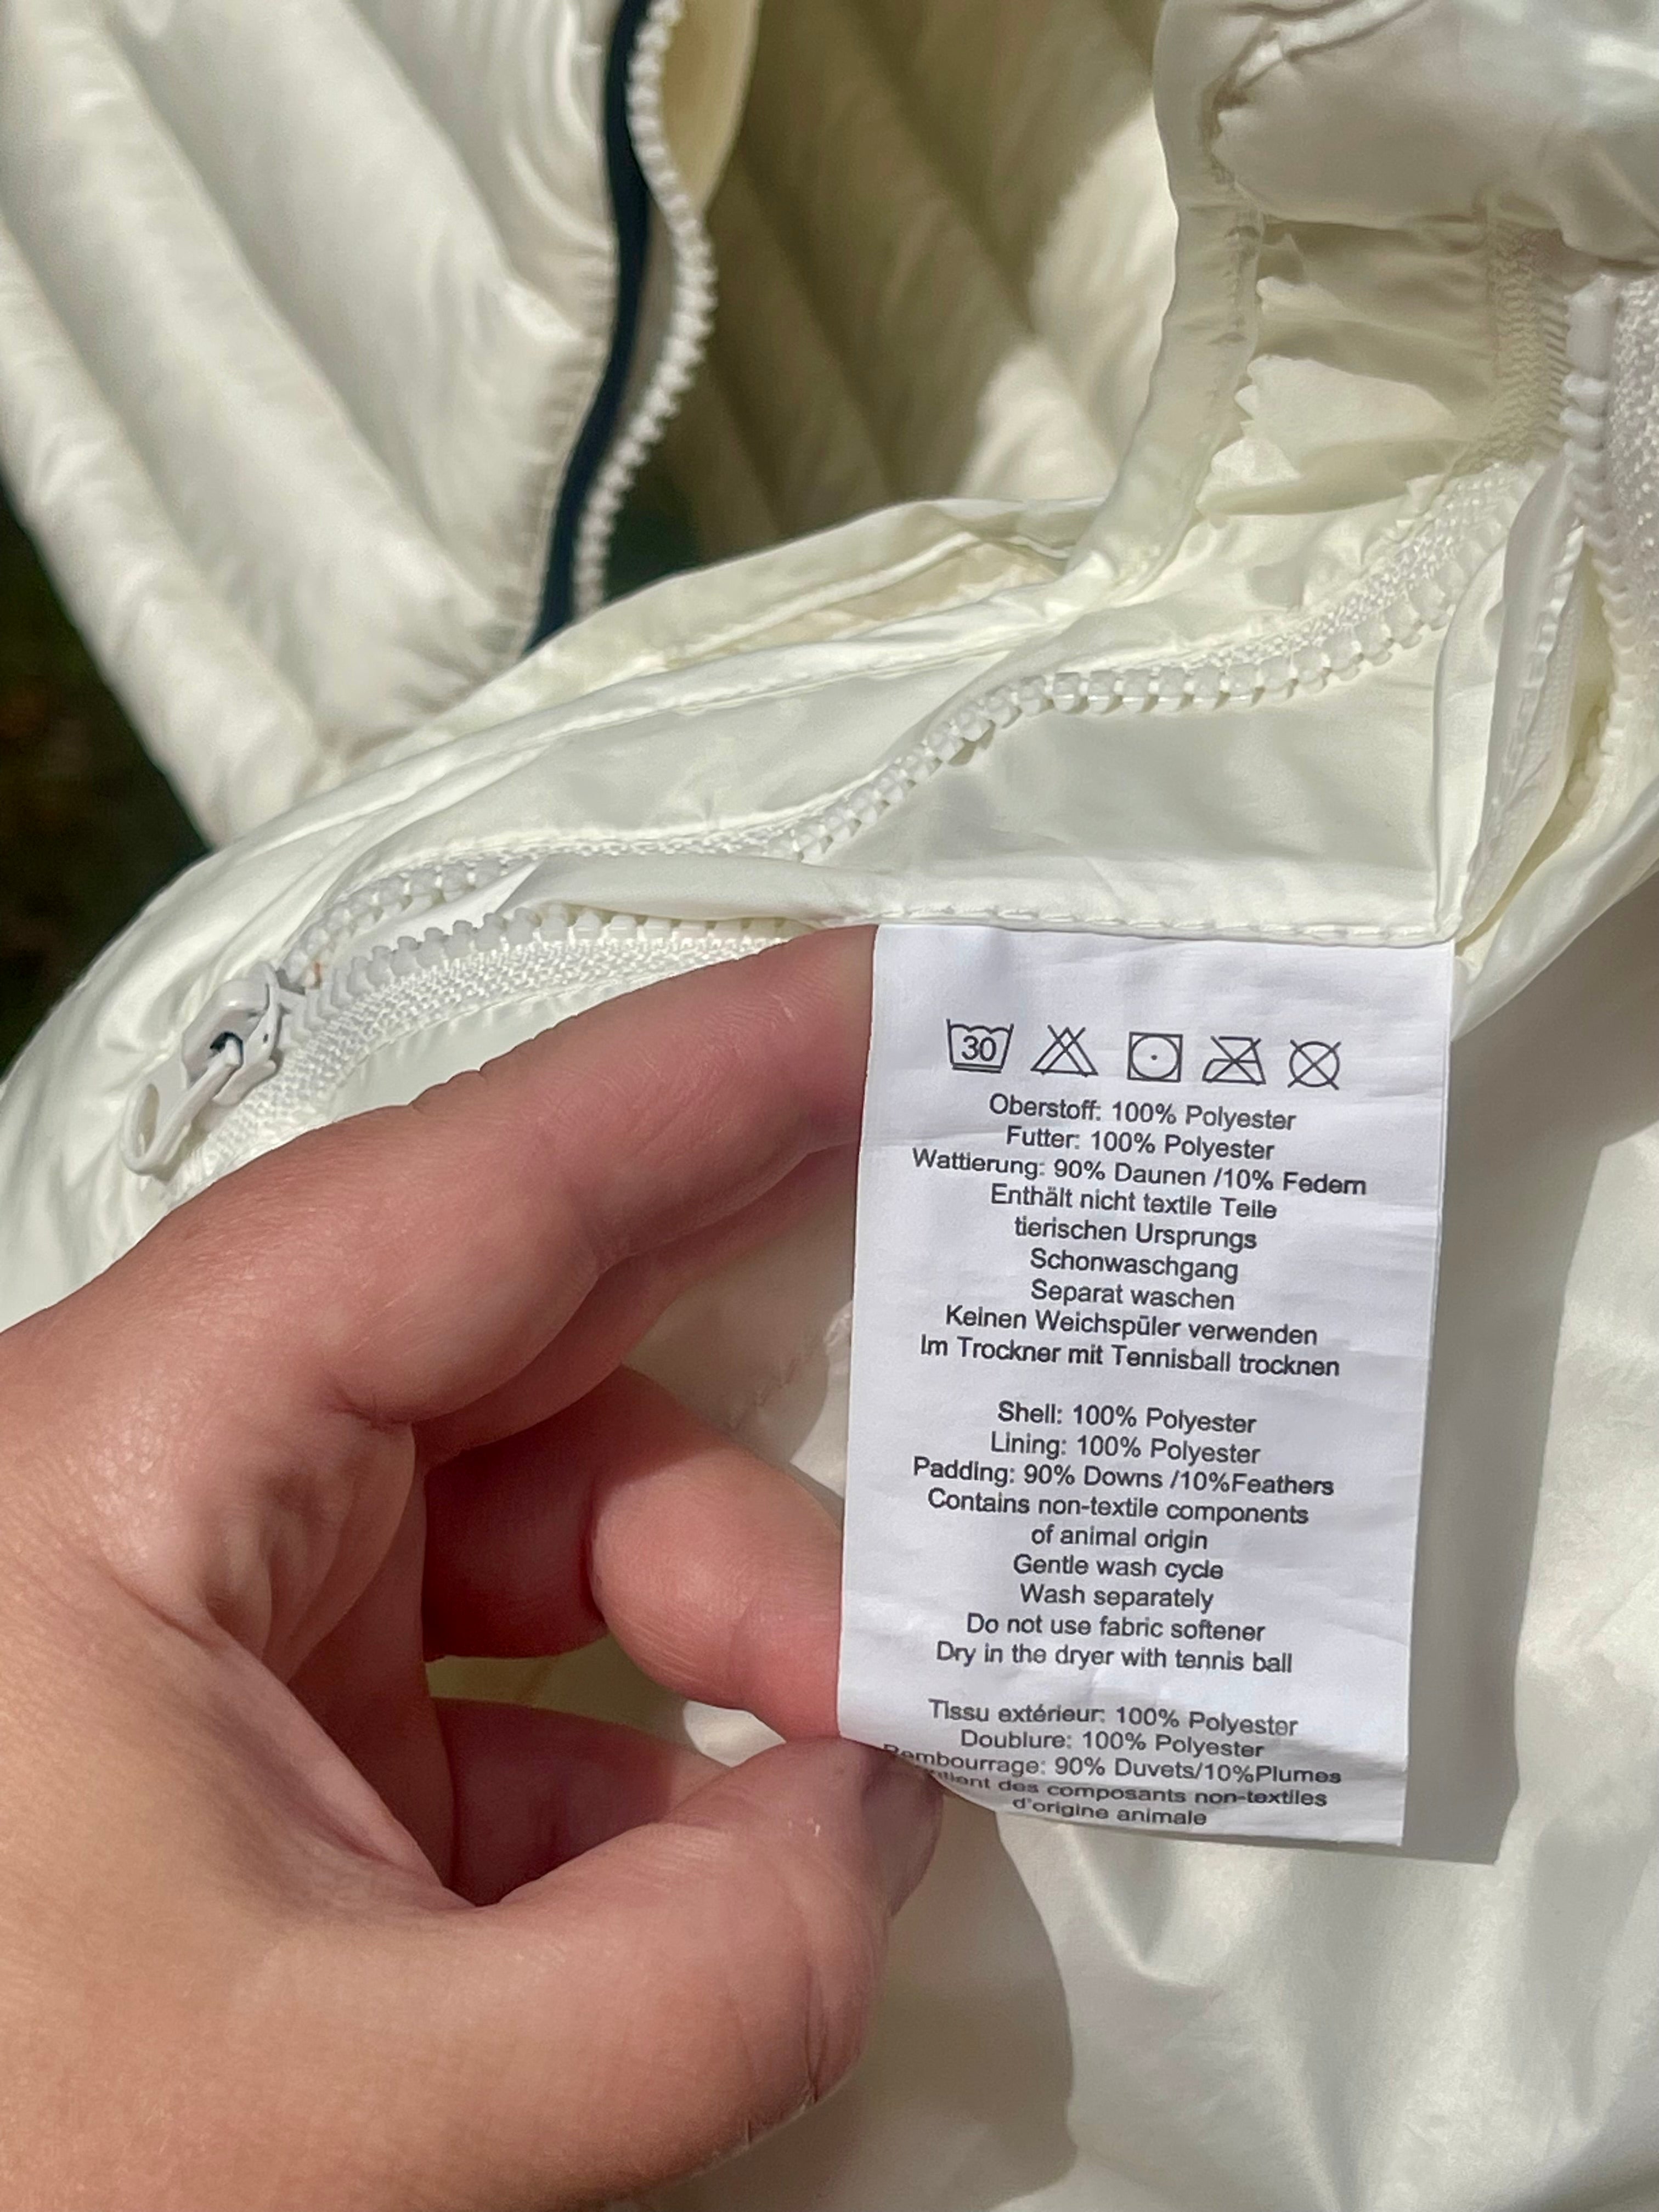 30
Oberstoff: 100% Polyester
Futter: 100% Polyester
Wattierung: 90% Daunen /10% Federn
Enthält nicht textile Teile
tierischen Ursprungs
Schonwaschgang
Separat waschen
Keinen Weichspüler verwenden
Im Trockner mit Tennisball trocknen
Shell: 100% Polyester
Lining: 100% Polyester
Padding: 90% Downs /10%Feathers
Contains non-textile components
of animal origin
Gentle wash cycle
Wash separately
Do not use fabric softener
Dry in the dryer with tennis ball
Tissu extérieur: 100% Polyester
Doublure: 100% Polyester
Rembourrage: 90% Duvets/10%Plumes
des composants non-textiles
d'origine animale